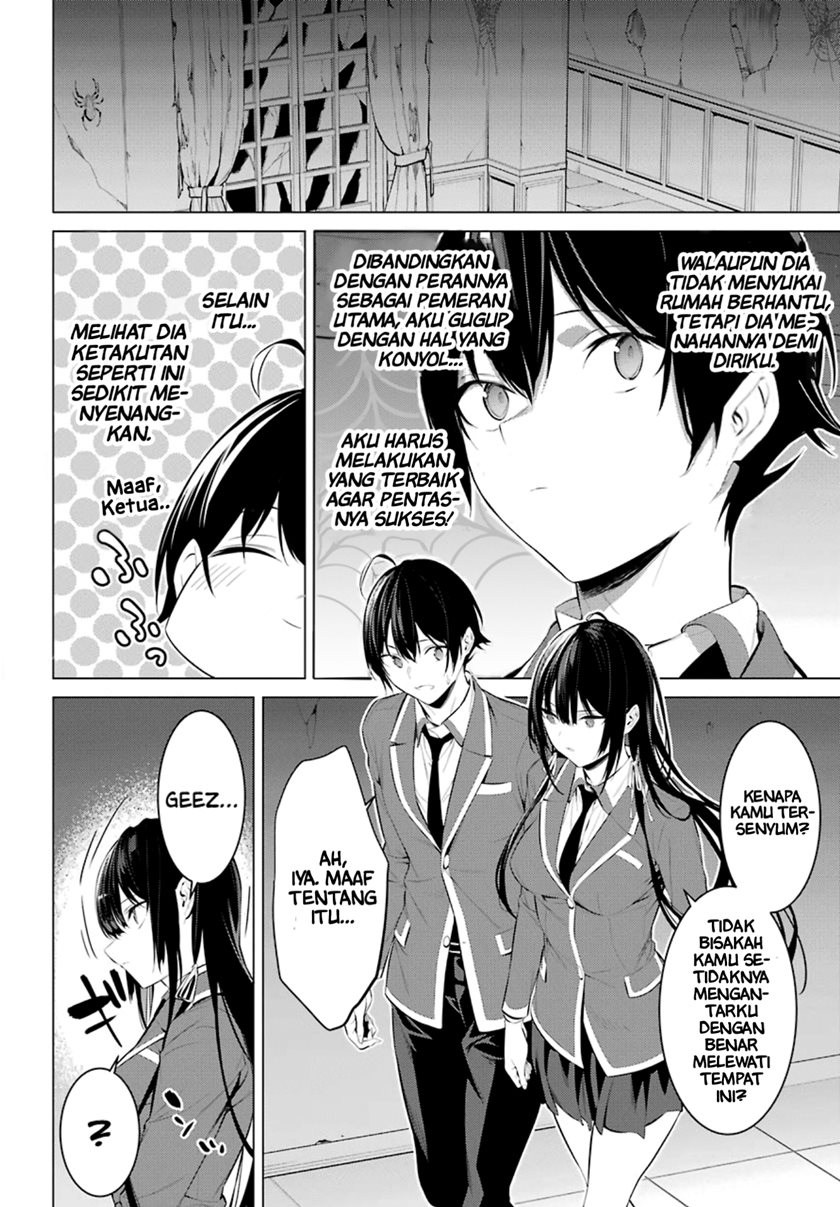 WALAUPUN DIA
TIDAK MENYUKAI
RUMAH BERHANTU,
TETAPI DIA ME-
NAHANNYA DEMI
DIRIKU.
DIBANDINGKAN
DENGAN PERANNYA
SEBAGAI PEMERAN
UTAMA, AKU GUGUP
DENGAN HAL YANG
KONYOL...
AKU HARUS
MELAKUKAN
YANG TERBAIK
AGAR PENTAS-
NYA SUKSES!
SELAIN
ITU...
MELIHAT DIA
KETAKUTAN
SEPERTI INI
SEDIKIT ME-
NYENANG-
KAN.
Maaf,
Ketua..
ふふ
KENAPA
KAMU TER-
SENYUM?
TIDAK
BISAKAH
KAMU SE-
TIDAKNYA
MENGAN-
TARKU
DENGAN
BENAR
MELEWATI
TEMPAT
INI?
AH,
IYA. MAAF
TENTANG
ITU...
GEEZ...
?